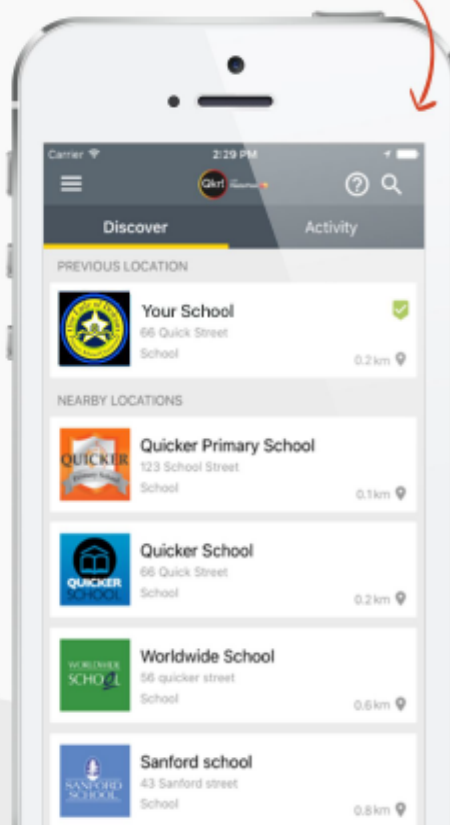 Carrier
2:29 PM
Qkr!
Discover
Activity
PREVIOUS LOCATION
Your School
66 Quick Street
School
0.2 km
NEARBY LOCATIONS
QUICKER
Primary School
Quicker Primary School
123 School Street
School
0.1 km
QUICKER
SCHOOL
Quicker School
66 Quick Street
School
0.2 km
WORLDWIDE
SCHOOL
Worldwide School
56 quicker street
School
0.6 km
SANFORD
SCHOOL
Sanford school
43 Sanford street
School
0.8 km